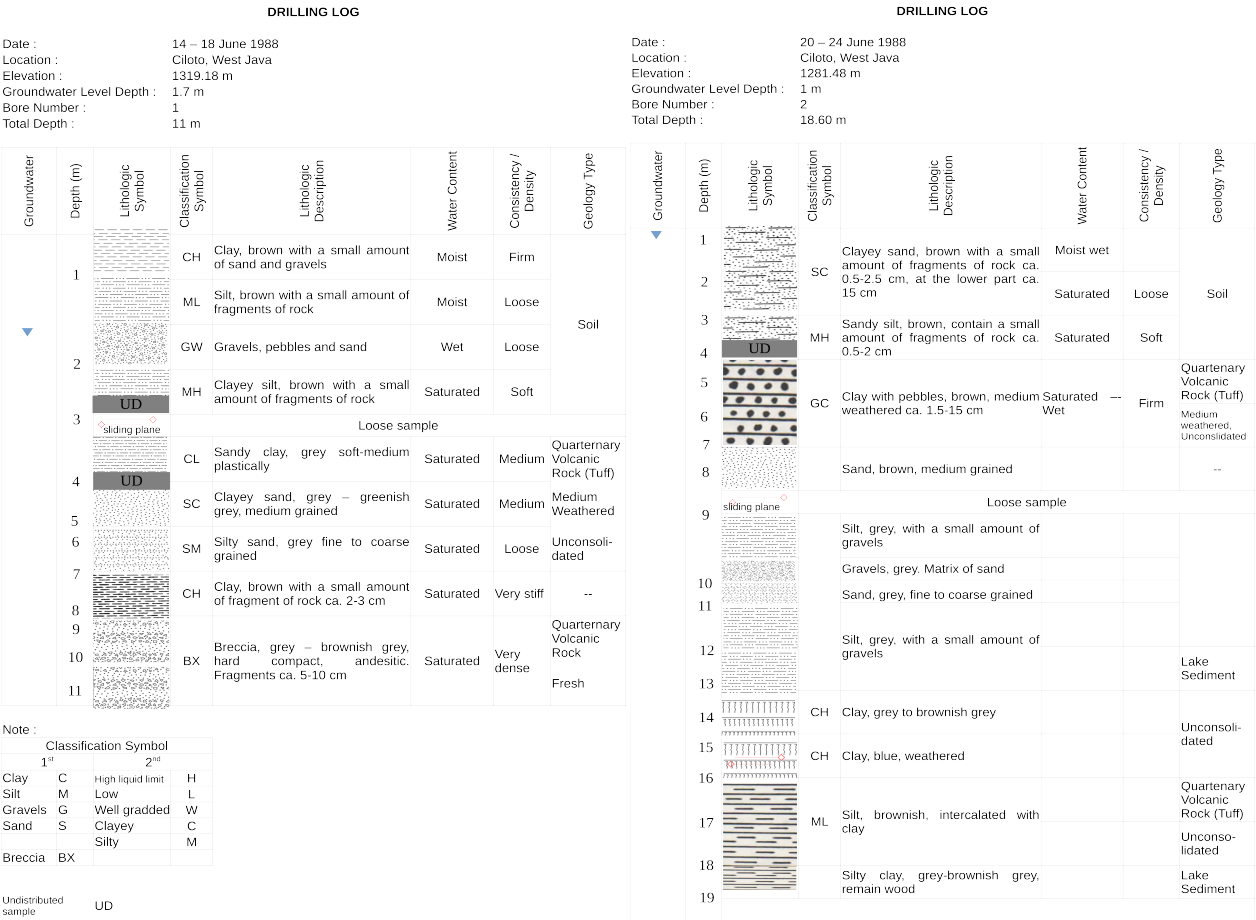 DRILLING LOG
Date : 14 – 18 June 1988
Location : Ciloto, West Java
Elevation : 1319.18 m
Groundwater Level Depth : 1.7 m
Bore Number : 1
Total Depth : 11 m
Groundwater
Depth (m)
Lithologic
Symbol
Classification
Symbol
Lithologic
Description
Water Content
Consistency /
Density
Geology Type
1
2
3
4
5
6
7
8
9
10
11
UD
sliding plane
UD
CH Clay, brown with a small amount Moist Firm
of sand and gravels
ML Silt, brown with a small amount of Moist Loose
fragments of rock
Soil
GW Gravels, pebbles and sand Wet Loose
MH Clayey silt, brown with a small Saturated Soft
amount of fragments of rock
Loose sample
CL Sandy clay, grey soft-medium Saturated Medium
plastically
Quarternary
Volcanic
Rock (Tuff)
SC Clayey sand, grey – greenish Saturated Medium
grey, medium grained
Medium
Weathered
SM Silty sand, grey fine to coarse Saturated Loose
grained
Unconsoli-
dated
CH Clay, brown with a small amount Saturated Very stiff --
of fragment of rock ca. 2-3 cm
BX Breccia, grey – brownish grey, Saturated Very
hard compact, andesitic. dense
Fragments ca. 5-10 cm
Quarternary
Volcanic
Rock
Fresh
Note :
Classification Symbol
1st 2nd
Clay C High liquid limit H
Silt M Low L
Gravels G Well gradded W
Sand S Clayey C
Silty M
Breccia BX
Undistributed
sample UD
DRILLING LOG
Date : 20 – 24 June 1988
Location : Ciloto, West Java
Elevation : 1281.48 m
Groundwater Level Depth : 1 m
Bore Number : 2
Total Depth : 18.60 m
Groundwater
Depth (m)
Lithologic
Symbol
Classification
Symbol
Lithologic
Description
Water Content
Consistency /
Density
Geology Type
1
2
3
4
5
6
7
8
9
10
11
12
13
14
15
16
17
18
19
UD
sliding plane
SC Clayey sand, brown with a small Moist wet
amount of fragments of rock ca.
0.5-2.5 cm, at the lower part ca. Saturated Loose Soil
15 cm
MH Sandy silt, brown, contain a small Saturated Soft
amount of fragments of rock ca.
0.5-2 cm
GC Clay with pebbles, brown, medium Saturated –- Firm
weathered ca. 1.5-15 cm Wet
Quartenary
Volcanic
Rock (Tuff)
Medium
weathered,
Unconslidated
Sand, brown, medium grained --
Loose sample
Silt, grey, with a small amount of
gravels
Gravels, grey. Matrix of sand
Sand, grey, fine to coarse grained
Silt, grey, with a small amount of
gravels
Lake
Sediment
CH Clay, grey to brownish grey
Unconsoli-
dated
CH Clay, blue, weathered
ML Silt, brownish, intercalated with
clay
Quartenary
Volcanic
Rock (Tuff)
Unconso-
lidated
Silty clay, grey-brownish grey,
remain wood
Lake
Sediment